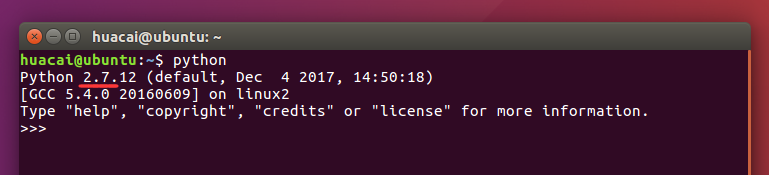 huacai@ubuntu: ~
huacai@ubuntu:~$ python
Python 2.7.12 (default, Dec  4 2017, 14:50:18)
[GCC 5.4.0 20160609] on linux2
Type "help", "copyright", "credits" or "license" for more information.
>>>